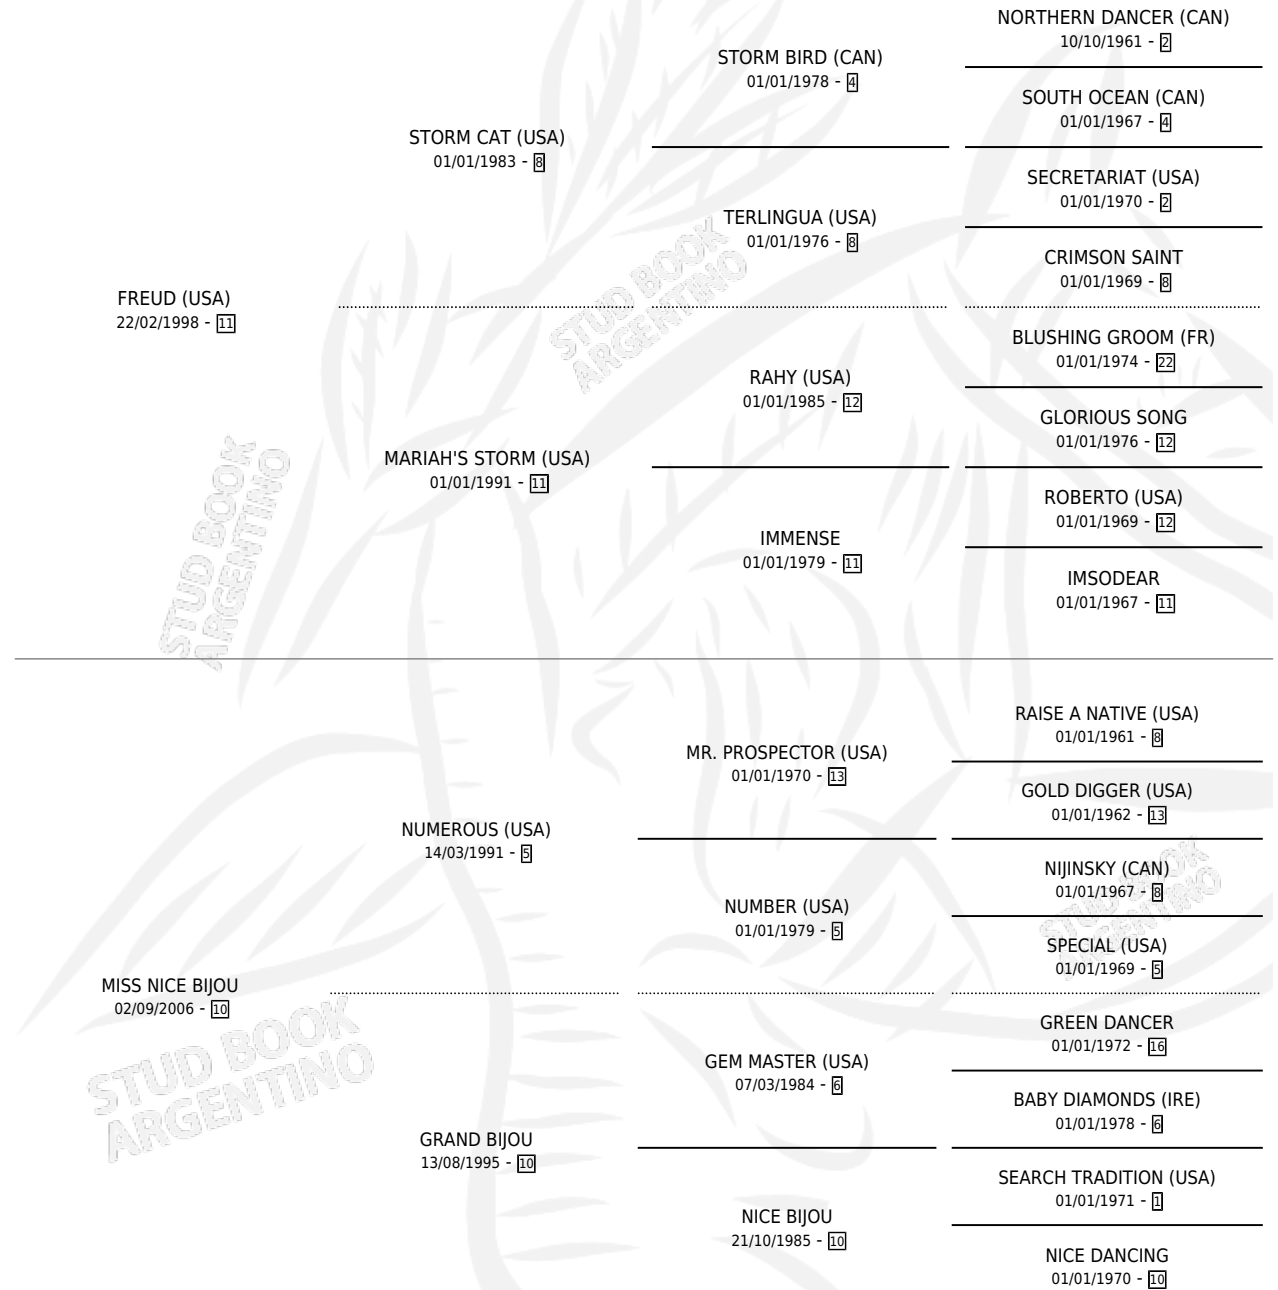 NORTHERN DANCER (CAN)
10/10/1961 - 2
STORM BIRD (CAN)
01/01/1978 - 4
SOUTH OCEAN (CAN)
01/01/1967 - 4
STORM CAT (USA)
01/01/1983 - 8
SECRETARIAT (USA)
01/01/1970 - 2
TERLINGUA (USA)
01/01/1976 - 8
CRIMSON SAINT
01/01/1969 - 8
FREUD (USA)
22/02/1998 - 11
BLUSHING GROOM (FR)
01/01/1974 - 22
RAHY (USA)
01/01/1985 - 12
GLORIOUS SONG
01/01/1976 - 12
MARIAH'S STORM (USA)
01/01/1991 - 11
ROBERTO (USA)
01/01/1969 - 12
IMMENSE
01/01/1979 - 11
IMSODEAR
01/01/1967 - 11
RAISE A NATIVE (USA)
01/01/1961 - 8
MR. PROSPECTOR (USA)
01/01/1970 - 13
GOLD DIGGER (USA)
01/01/1962 - 13
NUMEROUS (USA)
14/03/1991 - 5
NIJINSKY (CAN)
01/01/1967 - 8
NUMBER (USA)
01/01/1979 - 5
SPECIAL (USA)
01/01/1969 - 5
MISS NICE BIJOU
02/09/2006 - 10
GREEN DANCER
01/01/1972 - 16
GEM MASTER (USA)
07/03/1984 - 6
BABY DIAMONDS (IRE)
01/01/1978 - 6
GRAND BIJOU
13/08/1995 - 10
SEARCH TRADITION (USA)
01/01/1971 - 1
NICE BIJOU
21/10/1985 - 10
NICE DANCING
01/01/1970 - 10
STUD BOOK
ARGENTINO
STUD BOOK
ARGENTINO
STUD BOOK
ARGENTINO
STUD BOOK
ARGENTINO